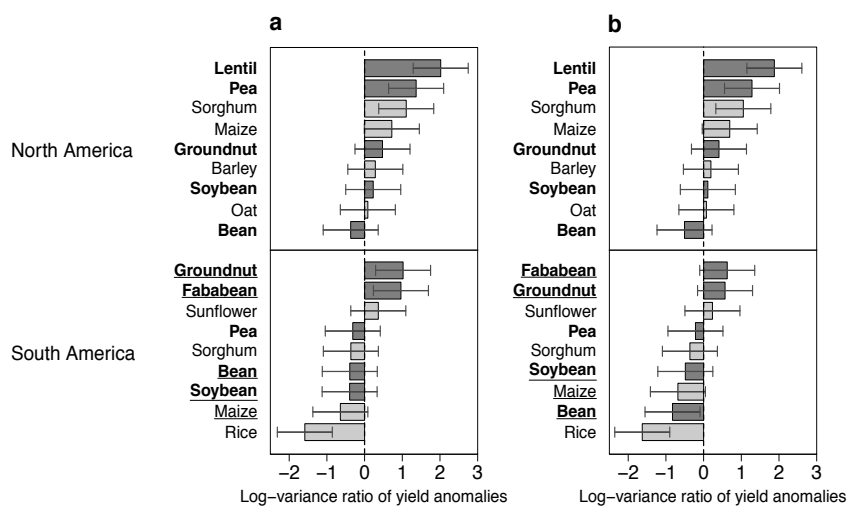 a
b
North America
Lentil
Pea
Sorghum
Maize
Groundnut
Barley
Soybean
Oat
Bean
Lentil
Pea
Sorghum
Maize
Groundnut
Barley
Soybean
Oat
Bean
South America
Groundnut
Fababean
Sunflower
Pea
Sorghum
Bean
Soybean
Maize
Rice
Fababean
Groundnut
Sunflower
Pea
Sorghum
Soybean
Maize
Bean
Rice
−2 −1 0 1 2 3
−2 −1 0 1 2 3
Log−variance ratio of yield anomalies
Log−variance ratio of yield anomalies